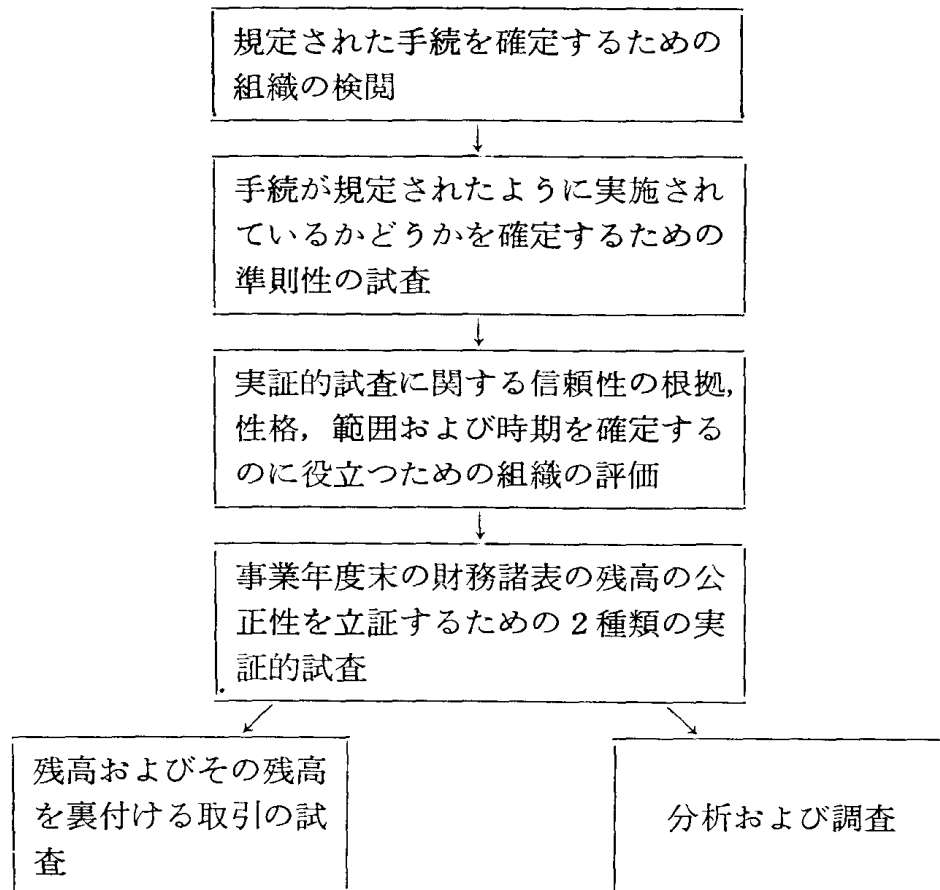 規定された手続を確定するための
組織の検閲
手続が規定されたように実施され
ているかどうかを確定するための
準則性の試査
実証的試査に関する信頼性の根拠,
性格, 範囲および時期を確定する
のに役立つための組織の評価
事業年度末の財務諸表の残高の公
正性を立証するための2種類の実
証的試査
残高およびその残高
を裏付ける取引の試
査
分析および調査